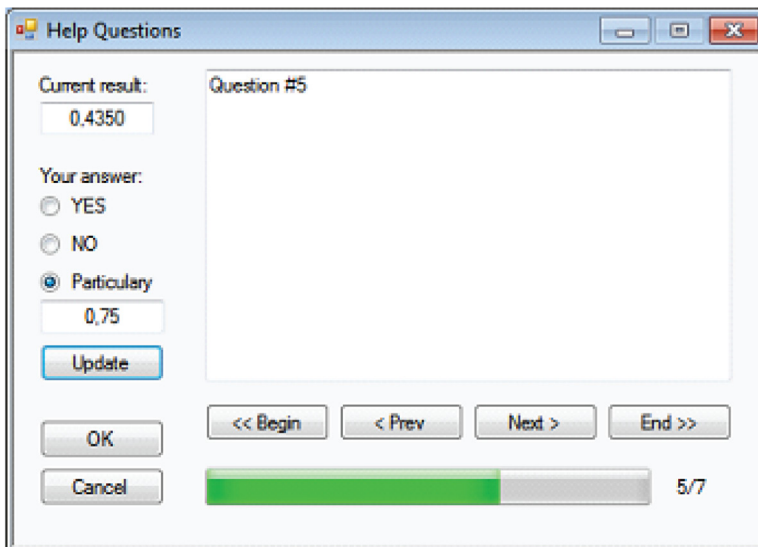 Help Questions
Current result:
0,4350
Question #5
Your answer:
YES
NO
Particulary
0,75
Update
OK
Cancel
<< Begin
< Prev
Next >
End >>
5/7